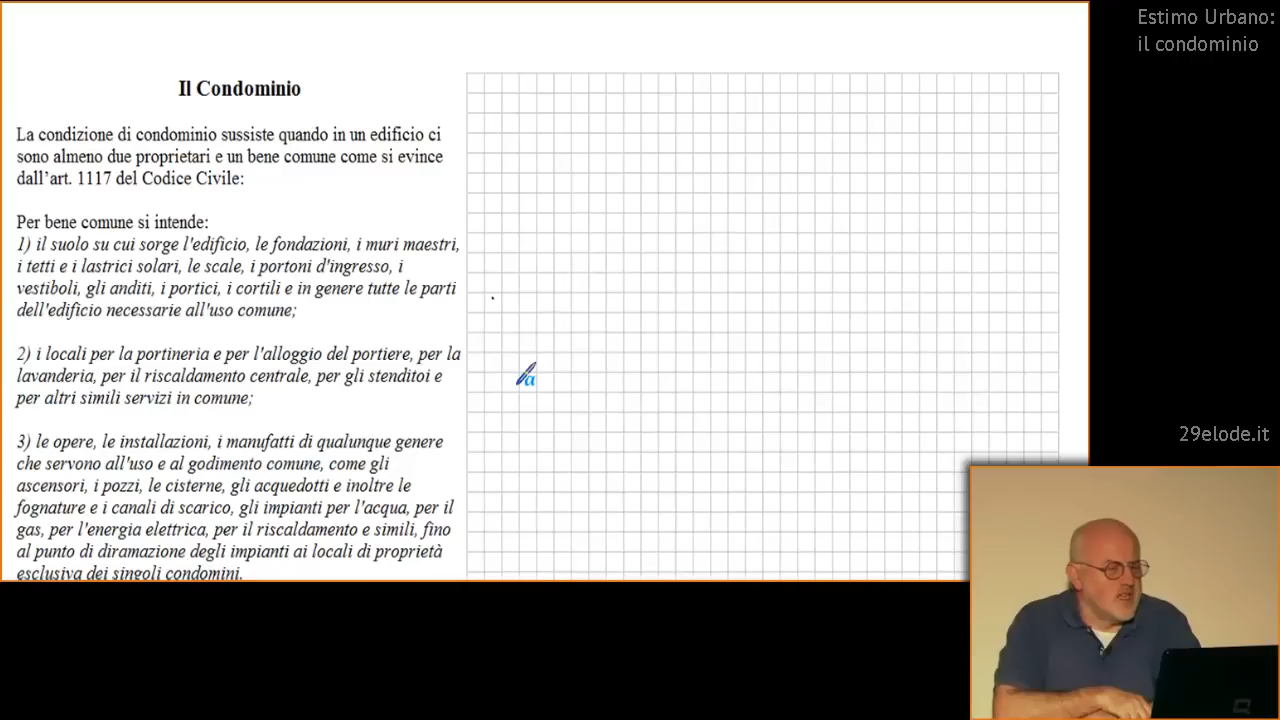 Estimo Urbano:
il condominio
Il Condominio
La condizione di condominio sussiste quando in un edificio ci
sono almeno due proprietari e un bene comune come si evince
dall'art. 1117 del Codice Civile:
Per bene comune si intende:
1) il suolo su cui sorge l'edificio, le fondazioni, i muri maestri,
i tetti e i lastrici solari, le scale, i portoni d'ingresso, i
vestiboli, gli anditi, i portici, i cortili e in genere tutte le parti
dell'edificio necessarie all'uso comune;
2) i locali per la portineria e per l'alloggio del portiere, per la
lavanderia, per il riscaldamento centrale, per gli stenditoi e
per altri simili servizi in comune;
3) le opere, le installazioni, i manufatti di qualunque genere
che servono all'uso e al godimento comune, come gli
ascensori, i pozzi, le cisterne, gli acquedotti e inoltre le
fognature e i canali di scarico, gli impianti per l'acqua, per il
gas, per l'energia elettrica, per il riscaldamento e simili, fino
al punto di diramazione degli impianti ai locali di proprietà
esclusiva dei singoli condomini.
a
29elode.it